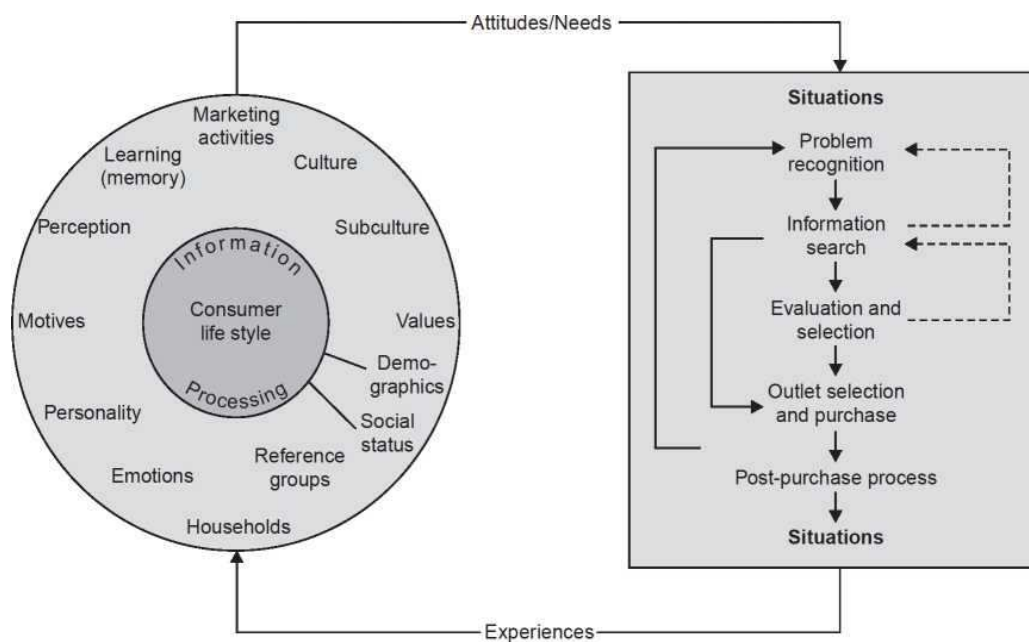 Attitudes/Needs
Marketing
activities
Learning
(memory)
Culture
Perception
Subculture
Information
Consumer
life style
Motives
Values
Demo-
graphics
Processing
Personality
Social
status
Reference
groups
Emotions
Households
Situations
Problem
recognition
Information
search
Evaluation and
selection
Outlet selection
and purchase
Post-purchase process
Situations
Experiences